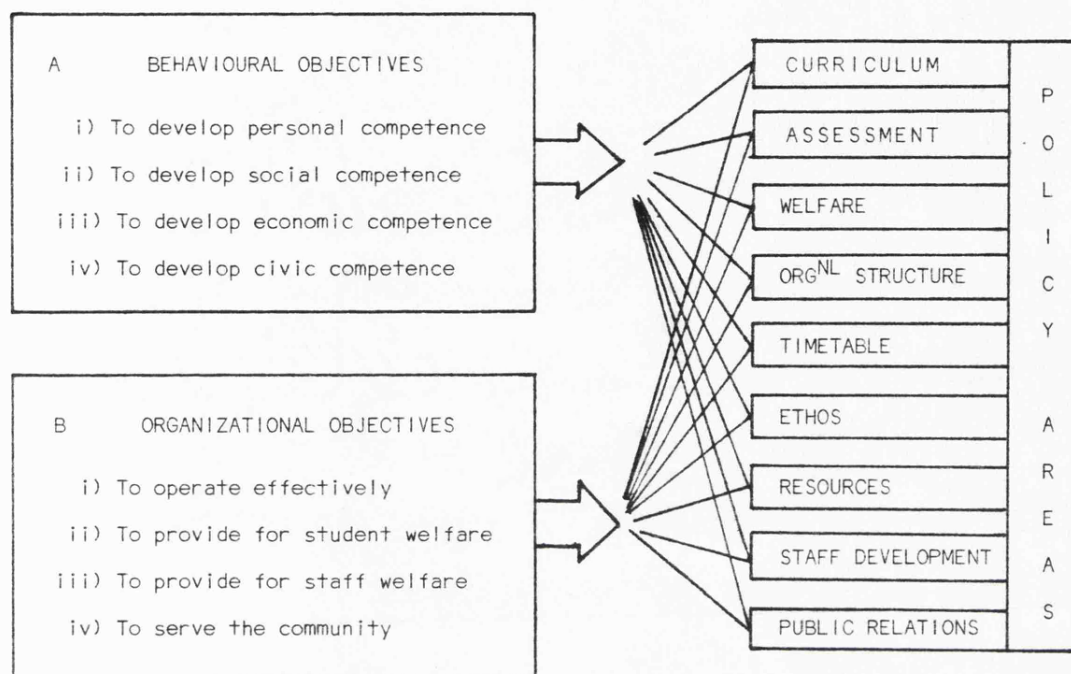 A BEHAVIOURAL OBJECTIVES
i) To develop personal competence
ii) To develop social competence
iii) To develop economic competence
iv) To develop civic competence
B ORGANIZATIONAL OBJECTIVES
i) To operate effectively
ii) To provide for student welfare
iii) To provide for staff welfare
iv) To serve the community
CURRICULUM
ASSESSMENT
WELFARE
ORGNL STRUCTURE
TIMETABLE
ETHOS
RESOURCES
STAFF DEVELOPMENT
PUBLIC RELATIONS
POLICY AREAS